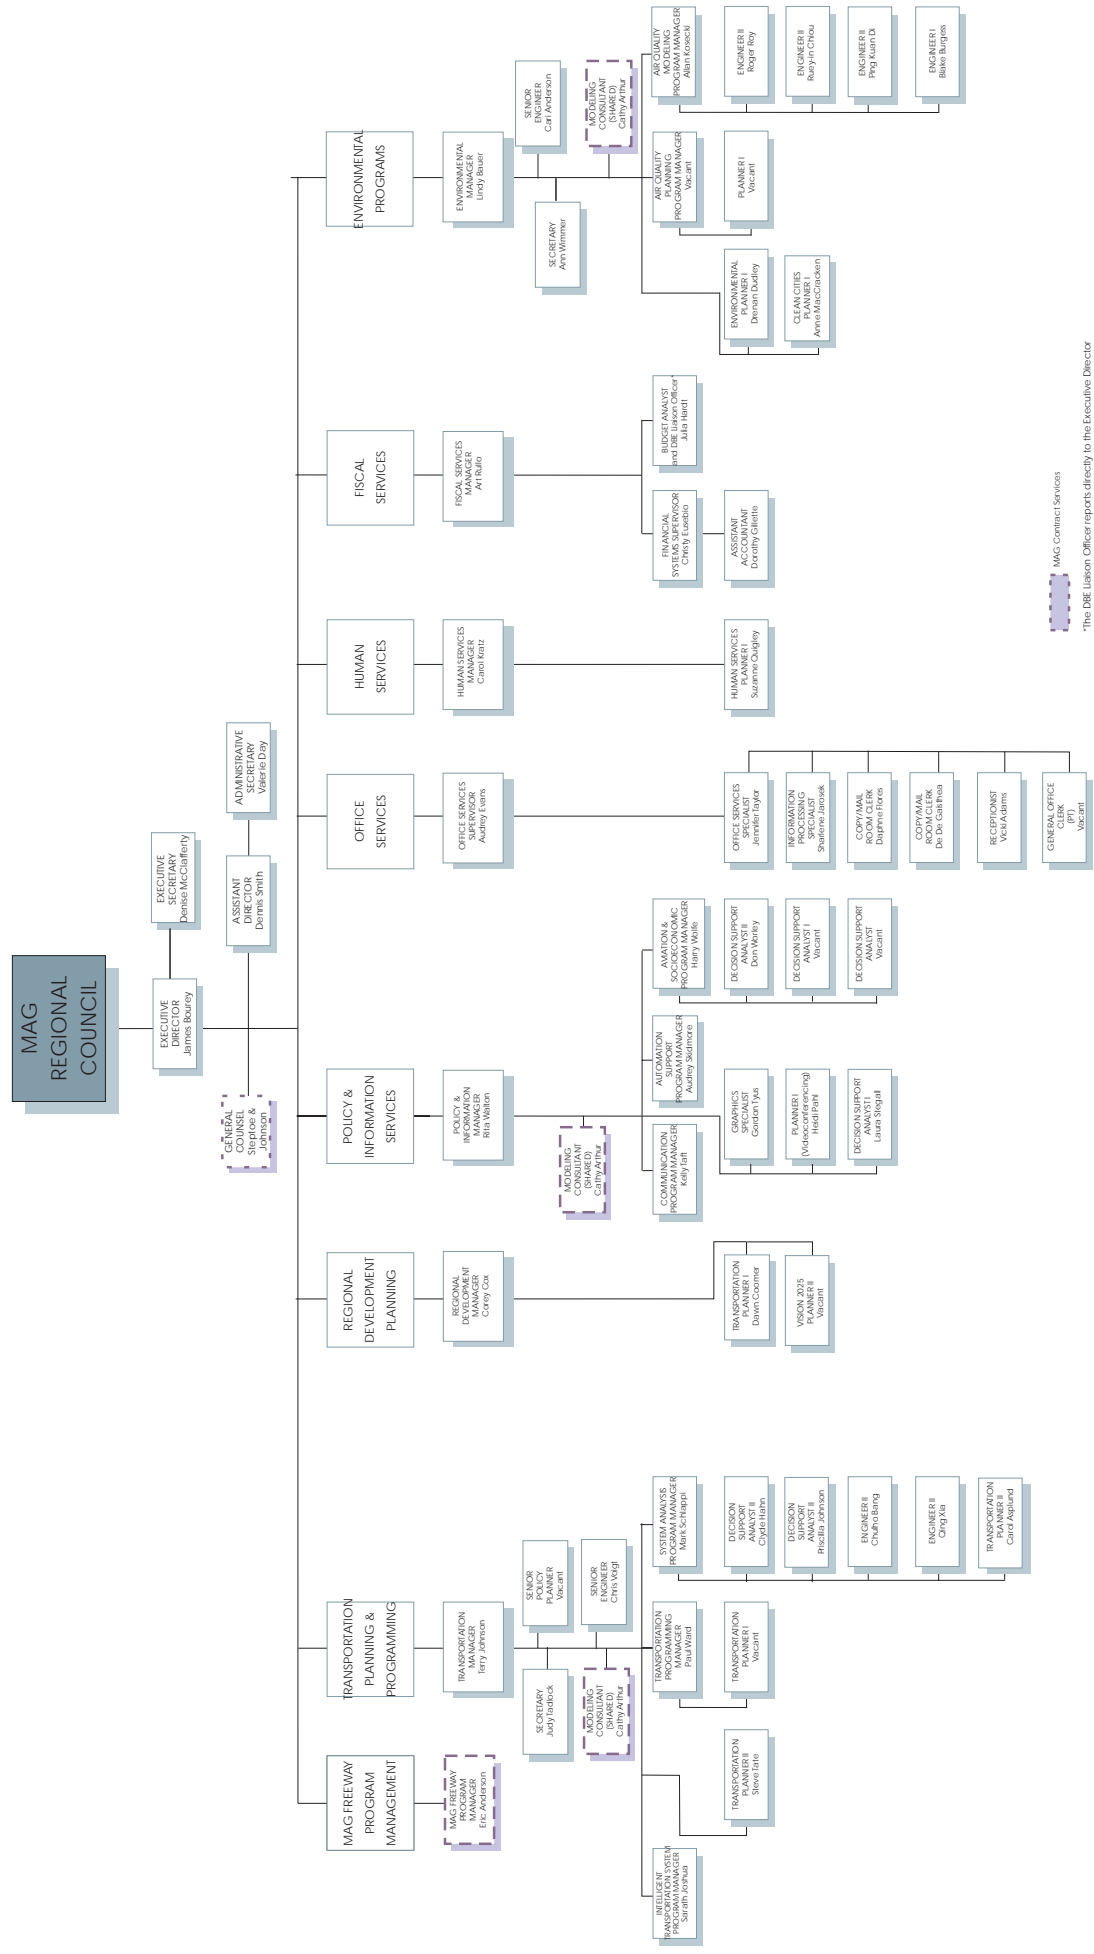 MAG
REGIONAL
COUNCIL
EXECUTIVE
DIRECTOR
James Bourey
EXECUTIVE
SECRETARY
Denise McClafferty
GENERAL
COUNSEL
Steptoe &
Johnson
ASSISTANT
DIRECTOR
Dennis Smith
ADMINISTRATIVE
SECRETARY
Valerie Day
MAG FREEWAY
PROGRAM
MANAGEMENT
MAG FREEWAY
PROGRAM
MANAGER
Eric Anderson
TRANSPORTATION
PLANNING &
PROGRAMMING
TRANSPORTATION
MANAGER
Terry Johnson
SENIOR
POLICY
PLANNER
Vacant
SECRETARY
Judy Tadlock
SENIOR
ENGINEER
Chris Voigt
MODELING
CONSULTANT
(SHARED)
Cathy Arthur
INTELLIGENT
TRANSPORTATION SYSTEM
PROGRAM MANAGER
Sarath Joshua
TRANSPORTATION
PLANNER II
Steve Tate
TRANSPORTATION
PROGRAMMING
MANAGER
Paul Ward
TRANSPORTATION
PLANNER I
Vacant
SYSTEM ANALYSIS
PROGRAM MANAGER
Mark Schlappi
DECISION
SUPPORT
ANALYST II
Clyde Hahn
DECISION
SUPPORT
ANALYST II
Priscilla Johnson
ENGINEER II
Chulho Bang
ENGINEER II
Qing Xia
TRANSPORTATION
PLANNER II
Carol Asplund
REGIONAL
DEVELOPMENT
PLANNING
REGIONAL
DEVELOPMENT
MANAGER
Corey Cox
TRANSPORTATION
PLANNER I
Dawn Coomer
VISION 2025
PLANNER II
Vacant
POLICY &
INFORMATION
SERVICES
POLICY &
INFORMATION
MANAGER
Rita Walton
MODELING
CONSULTANT
(SHARED)
Cathy Arthur
COMMUNICATION
PROGRAM MANAGER
Kelly Taft
AUTOMATION
SUPPORT
PROGRAM MANAGER
Audrey Skidmore
GRAPHICS
SPECIALIST
Gordon Tyus
PLANNER I
(Videoconferencing)
Heidi Pahl
DECISION SUPPORT
ANALYST I
Laura Stegall
AVIATION &
SOCIOECONOMIC
PROGRAM MANAGER
Harry Wolfe
DECISION SUPPORT
ANALYST II
Don Worley
DECISION SUPPORT
ANALYST I
Vacant
DECISION SUPPORT
ANALYST
Vacant
OFFICE
SERVICES
OFFICE SERVICES
SUPERVISOR
Audrey Evans
OFFICE SERVICES
SPECIALIST
Jennifer Taylor
INFORMATION
PROCESSING
SPECIALIST
Sharlene Jarosek
COPY/MAIL
ROOM CLERK
Daphne Flores
COPY/MAIL
ROOM CLERK
De De Gaisthea
RECEPTIONIST
Vicki Adams
GENERAL OFFICE
CLERK
(PT)
Vacant
HUMAN
SERVICES
HUMAN SERVICES
MANAGER
Carol Kratz
HUMAN SERVICES
PLANNER I
Suzanne Quigley
FISCAL
SERVICES
FISCAL SERVICES
MANAGER
Art Rullo
FINANCIAL
SYSTEMS SUPERVISOR
Christy Eusebio
ASSISTANT
ACCOUNTANT
Dorothy Gillette
BUDGET ANALYST
and DBE Liaison Officer*
Julia Hardt
ENVIRONMENTAL
PROGRAMS
ENVIRONMENTAL
MANAGER
Lindy Bauer
SENIOR
ENGINEER
Carl Anderson
SECRETARY
Ann Wimmer
MODELING
CONSULTANT
(SHARED)
Cathy Arthur
ENVIRONMENTAL
PLANNER I
Drenan Dudley
CLEAN CITIES
PLANNER I
Anne MacCracken
AIR QUALITY
PLANNING
PROGRAM MANAGER
Vacant
PLANNER I
Vacant
AIR QUALITY
MODELING
PROGRAM MANAGER
Allan Kosecki
ENGINEER II
Roger Roy
ENGINEER II
Ruey-in Chiou
ENGINEER II
Ping Kuan Di
ENGINEER I
Blake Burgess
MAG Contract Services
*The DBE Liaison Officer reports directly to the Executive Director